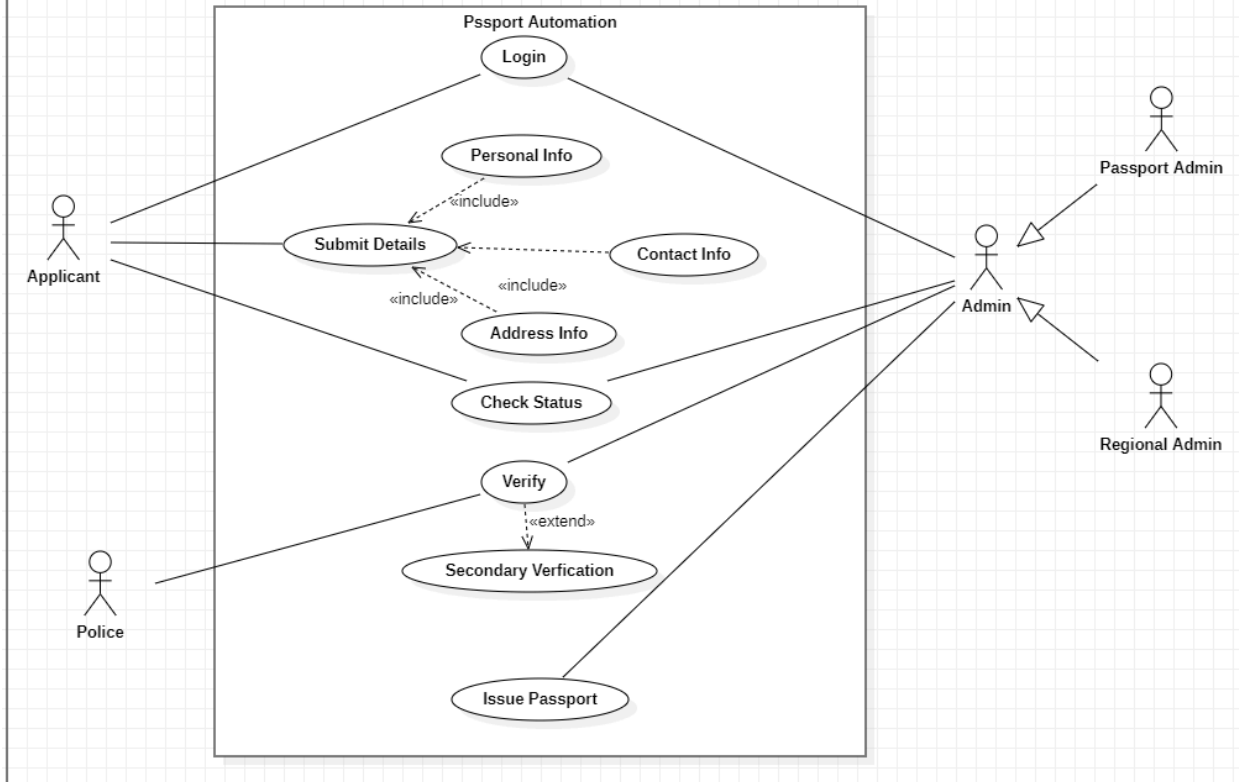 Pssport Automation
Login
Passport Admin
Personal Info
«include»
Submit Details
Contact Info
Applicant
«include»
«include»
Admin
Address Info
Check Status
Regional Admin
Verify
«extend»
Secondary Verfication
Police
Issue Passport